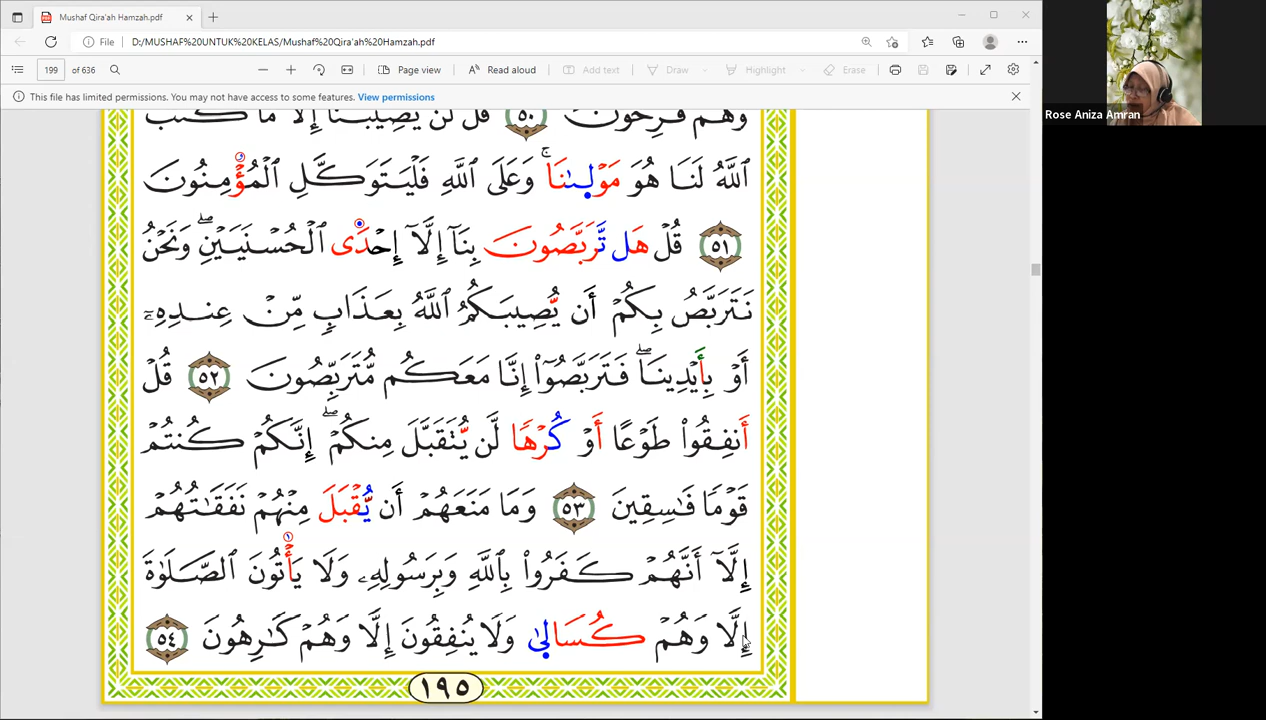 Mushaf Qira'ah Hamzah.pdf
File D:/MUSHAF%20UNTUK%20KELAS/Mushaf%20Qira'ah%20Hamzah.pdf
199 of 636 Page view Read aloud Add text Draw Highlight Erase
This file has limited permissions. You may not have access to some features. View permissions
Rose Aniza Amran
وَهُمْ فَرِحُونَ ٥٠ قُل لَّن يُصِيبَنَآ إِلَّا مَا كَتَبَ
ٱللَّهُ لَنَا هُوَ مَوْلَىٰنَا ۚ وَعَلَى ٱللَّهِ فَلْيَتَوَكَّلِ ٱلْمُؤْمِنُونَ
٥١ قُلْ هَل تَّرَبَّصُونَ بِنَآ إِلَّآ إِحْدَى ٱلْحُسْنَيَيْنِ ۖ وَنَحْنُ
نَتَرَبَّصُ بِكُمْ أَن يُّصِيبَكُمُ ٱللَّهُ بِعَذَابٍ مِّنْ عِندِهِۦٓ
أَوْ بِأَيْدِينَا ۖ فَتَرَبَّصُوٓا۟ إِنَّا مَعَكُم مُّتَرَبِّصُونَ ٥٢ قُلْ
أَنفِقُوا۟ طَوْعًا أَوْ كُرْهًا لَّن يُّتَقَبَّلَ مِنكُمْ ۖ إِنَّكُمْ كُنتُمْ
قَوْمًا فَـٰسِقِينَ ٥٣ وَمَا مَنَعَهُمْ أَن يُّقْبَلَ مِنْهُمْ نَفَقَـٰتُهُمْ
إِلَّآ أَنَّهُمْ كَفَرُوا۟ بِٱللَّهِ وَبِرَسُولِهِۦ وَلَا يَأْتُونَ ٱلصَّلَوٰةَ
إِلَّا وَهُمْ كُسَالَىٰ وَلَا يُنفِقُونَ إِلَّا وَهُمْ كَـٰرِهُونَ ٥٤
١٩٥